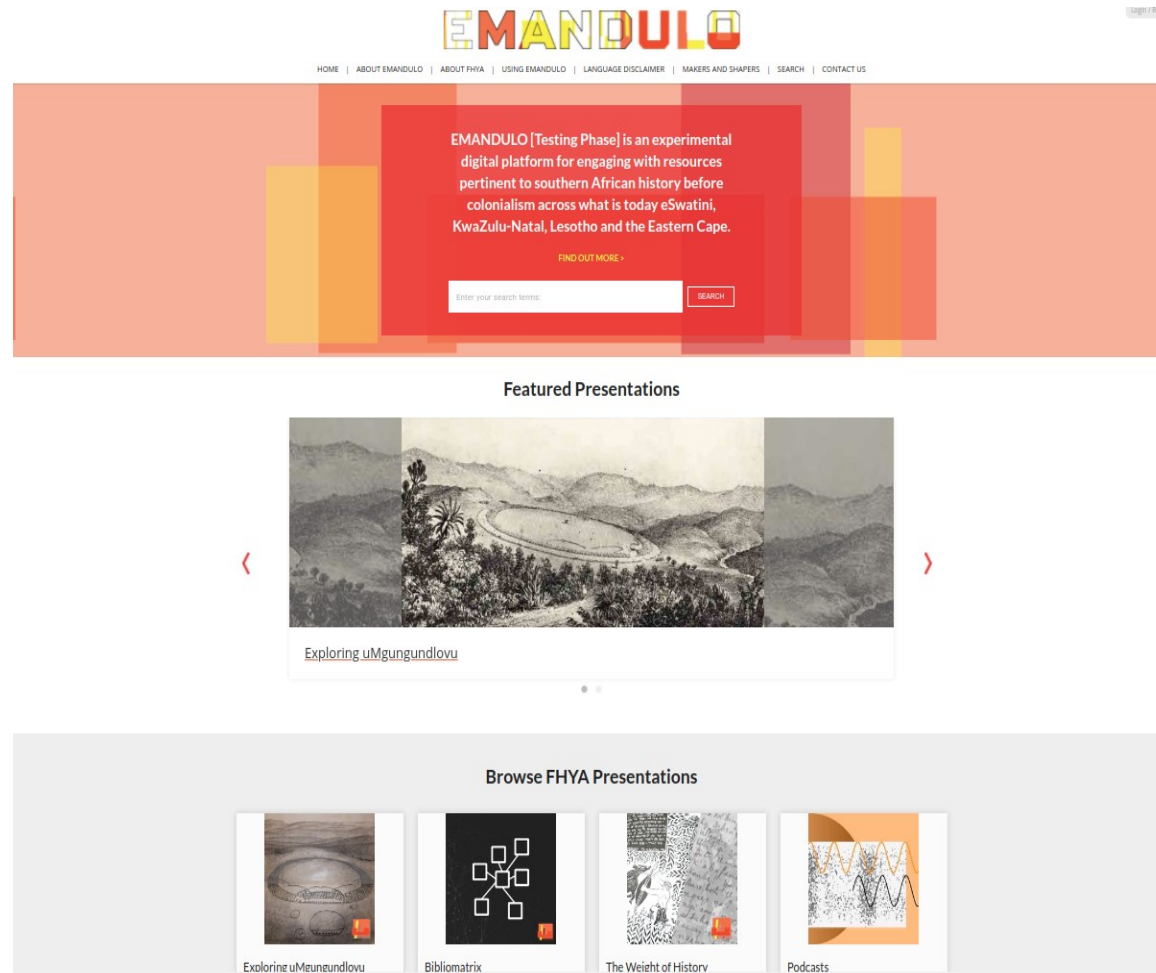 EMANDULO
HOME | ABOUT EMANDULO | ABOUT FHYA | USING EMANDULO | LANGUAGE DISCLAIMER | MAKERS AND SHAPERS | SEARCH | CONTACT US
EMANDULO [Testing Phase] is an experimental
digital platform for engaging with resources
pertinent to southern African history before
colonialism across what is today eSwatini,
KwaZulu-Natal, Lesotho and the Eastern Cape.
FIND OUT MORE >
Enter your search terms:
SEARCH
Featured Presentations
Exploring uMgungundlovu
Browse FHYA Presentations
Exploring uMgungundlovu
Bibliomatrix
The Weight of History
Podcasts